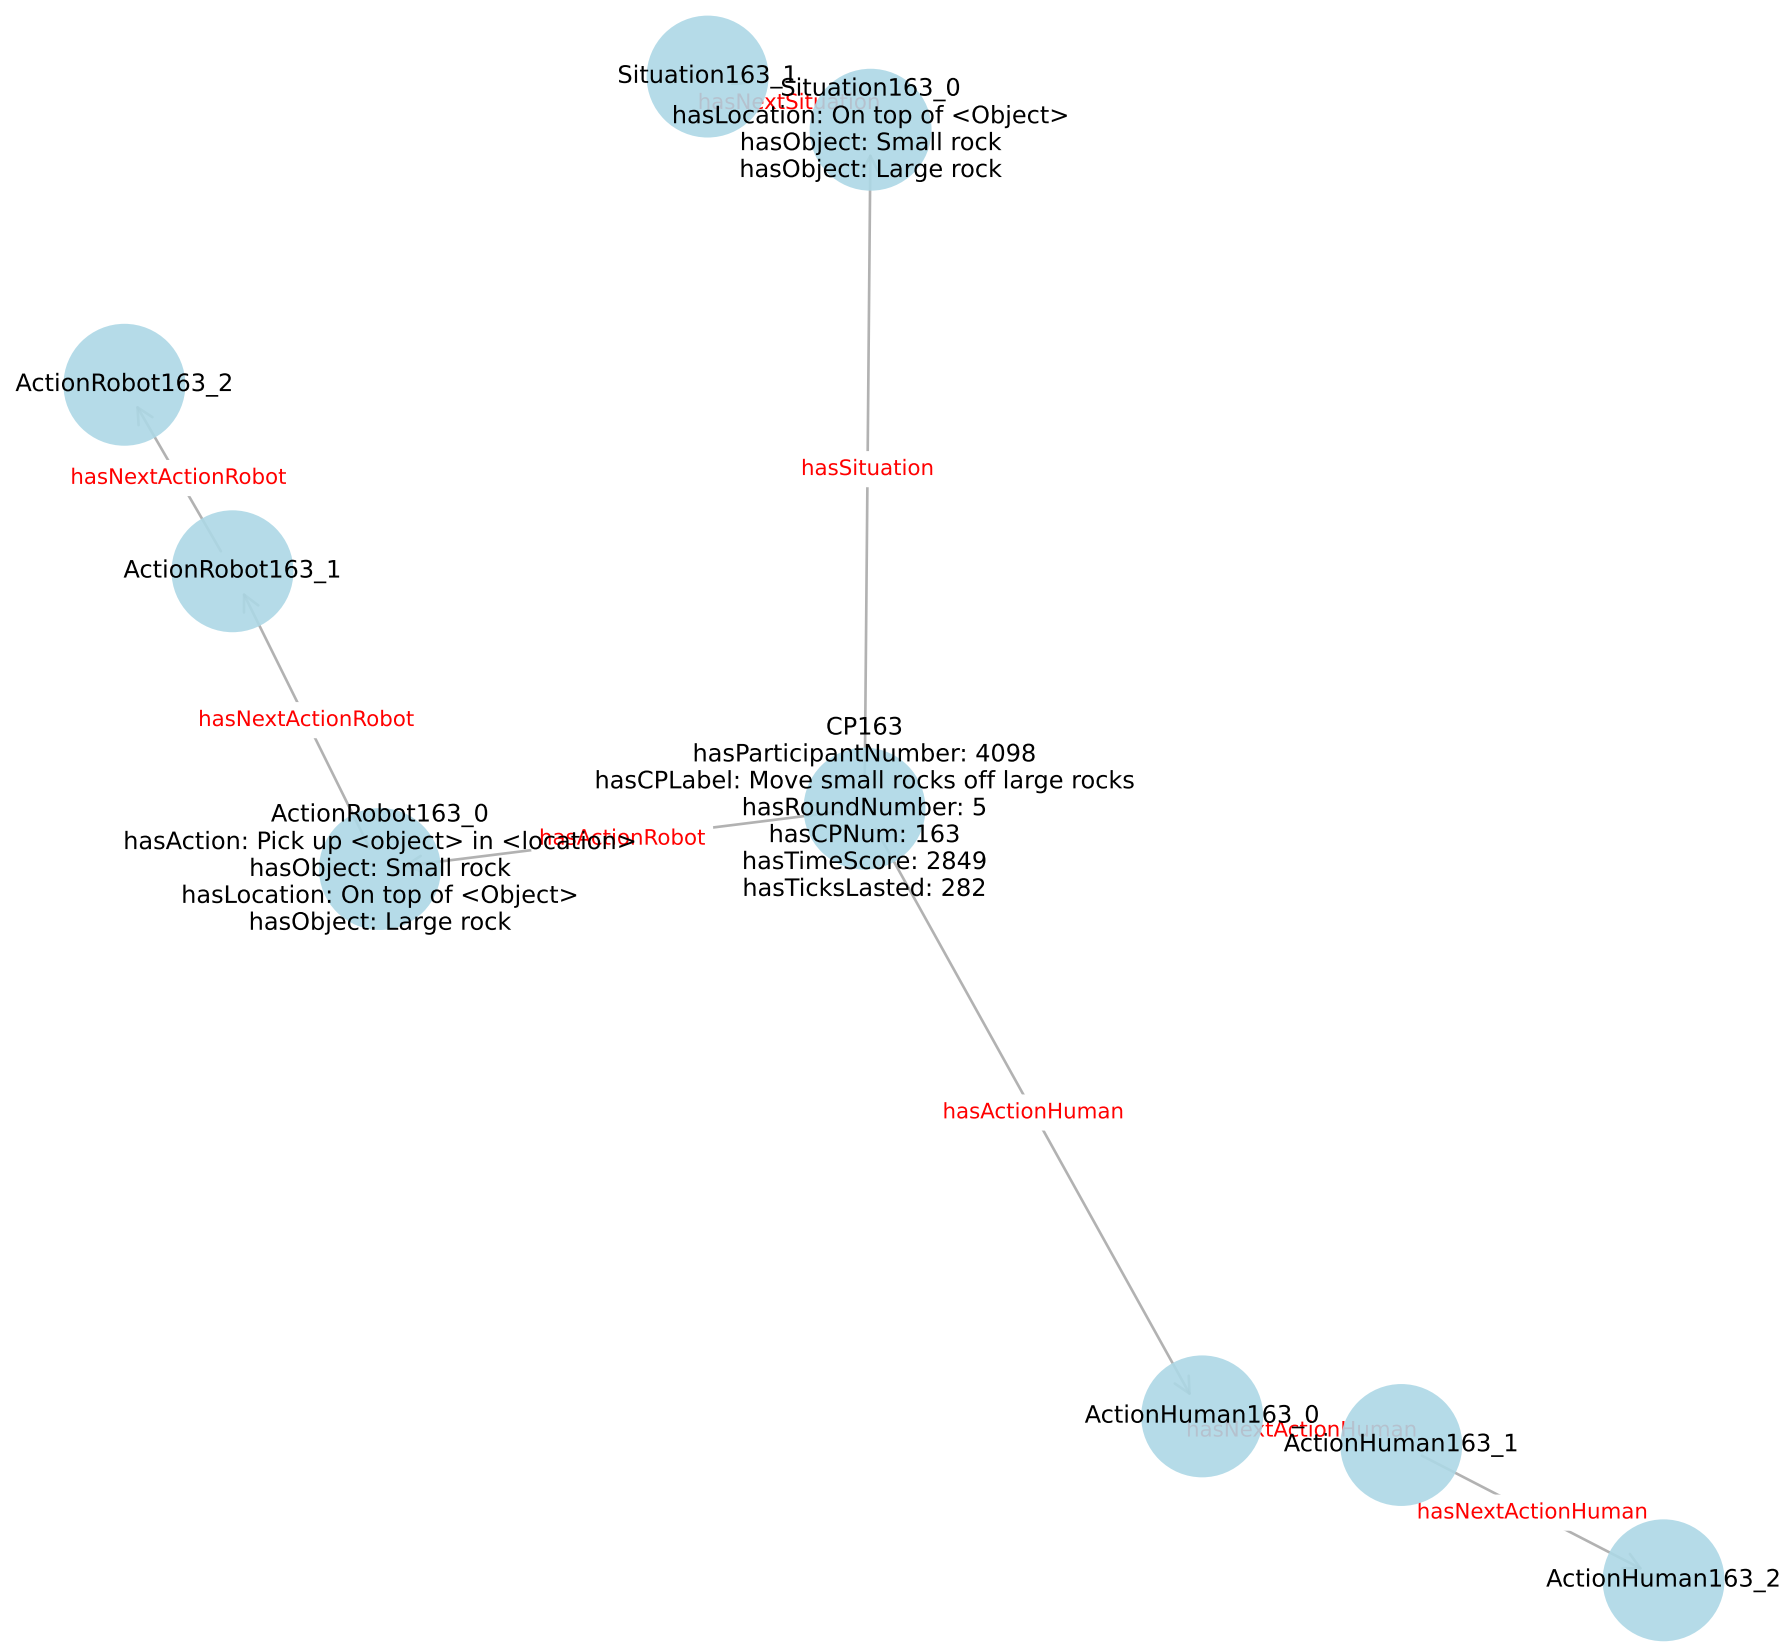 Situation163_1
Situation163_0
hasNextSituation
hasLocation: On top of <Object>
hasObject: Small rock
hasObject: Large rock
ActionRobot163_2
hasSituation
hasNextActionRobot
ActionRobot163_1
hasNextActionRobot
CP163
hasParticipantNumber: 4098
hasCPLabel: Move small rocks off large rocks
hasRoundNumber: 5
hasCPNum: 163
hasTimeScore: 2849
hasTicksLasted: 282
hasActionRobot
ActionRobot163_0
hasAction: Pick up <object> in <location>
hasObject: Small rock
hasLocation: On top of <Object>
hasObject: Large rock
hasActionHuman
ActionHuman163_0
hasNextActionHuman
ActionHuman163_1
hasNextActionHuman
ActionHuman163_2